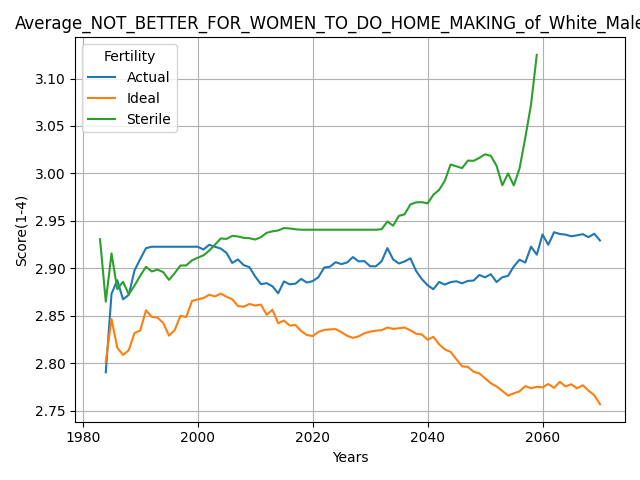 Average_NOT_BETTER_FOR_WOMEN_TO_DO_HOME_MAKING_of_White_Male
Fertility
Actual
Ideal
Sterile
Score(1-4)
3.10
3.05
3.00
2.95
2.90
2.85
2.80
2.75
1980 2000 2020 2040 2060
Years